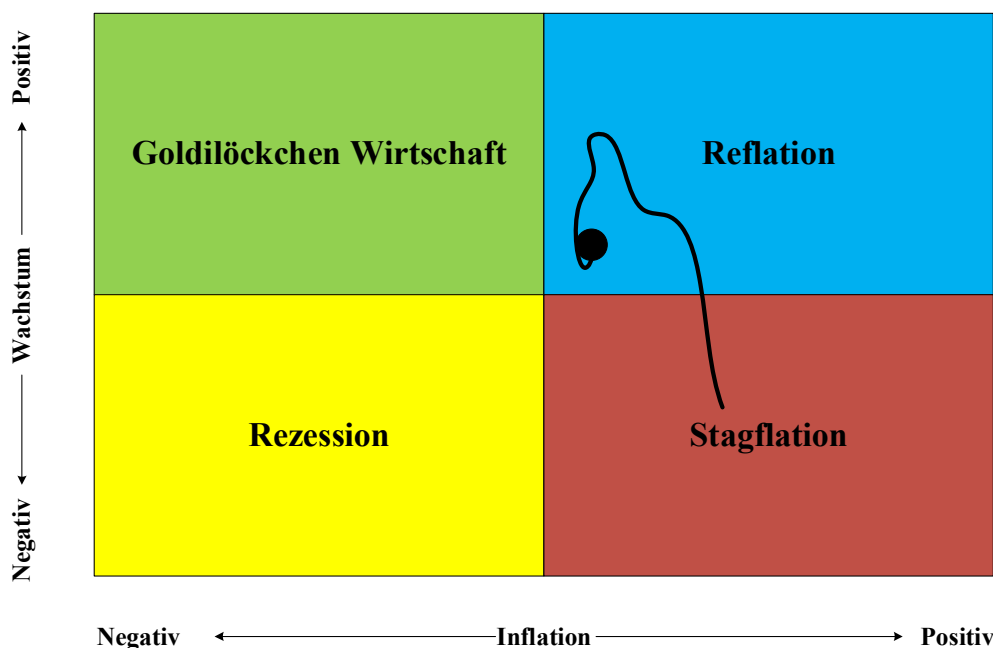 Positiv
Wachstum
Negativ
Goldilöckchen Wirtschaft
Reflation
Rezession
Stagflation
Negativ
Inflation
Positiv